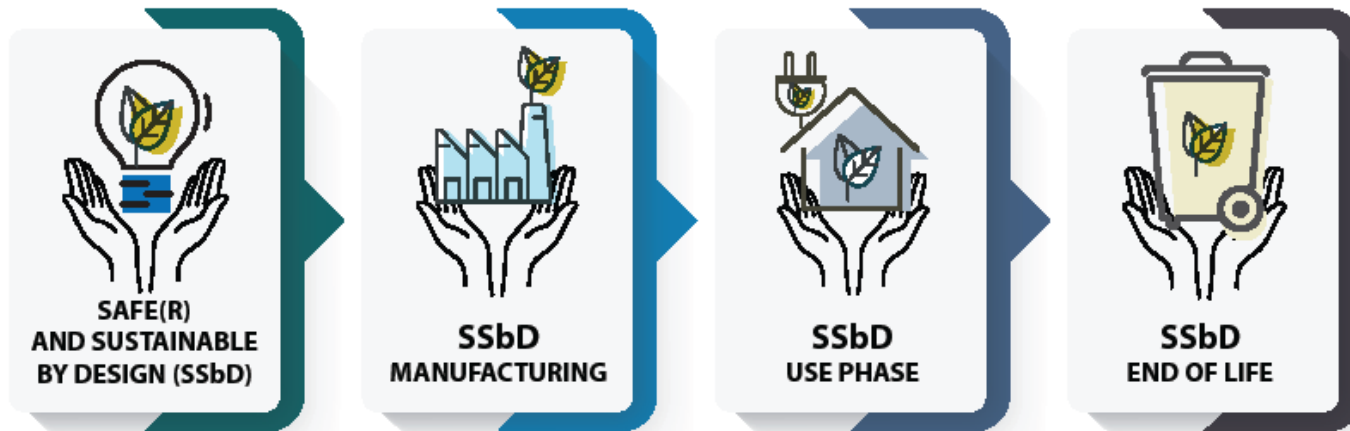 SAFE(R)
AND SUSTAINABLE
BY DESIGN (SSbD)
SSbD
MANUFACTURING
SSbD
USE PHASE
SSbD
END OF LIFE